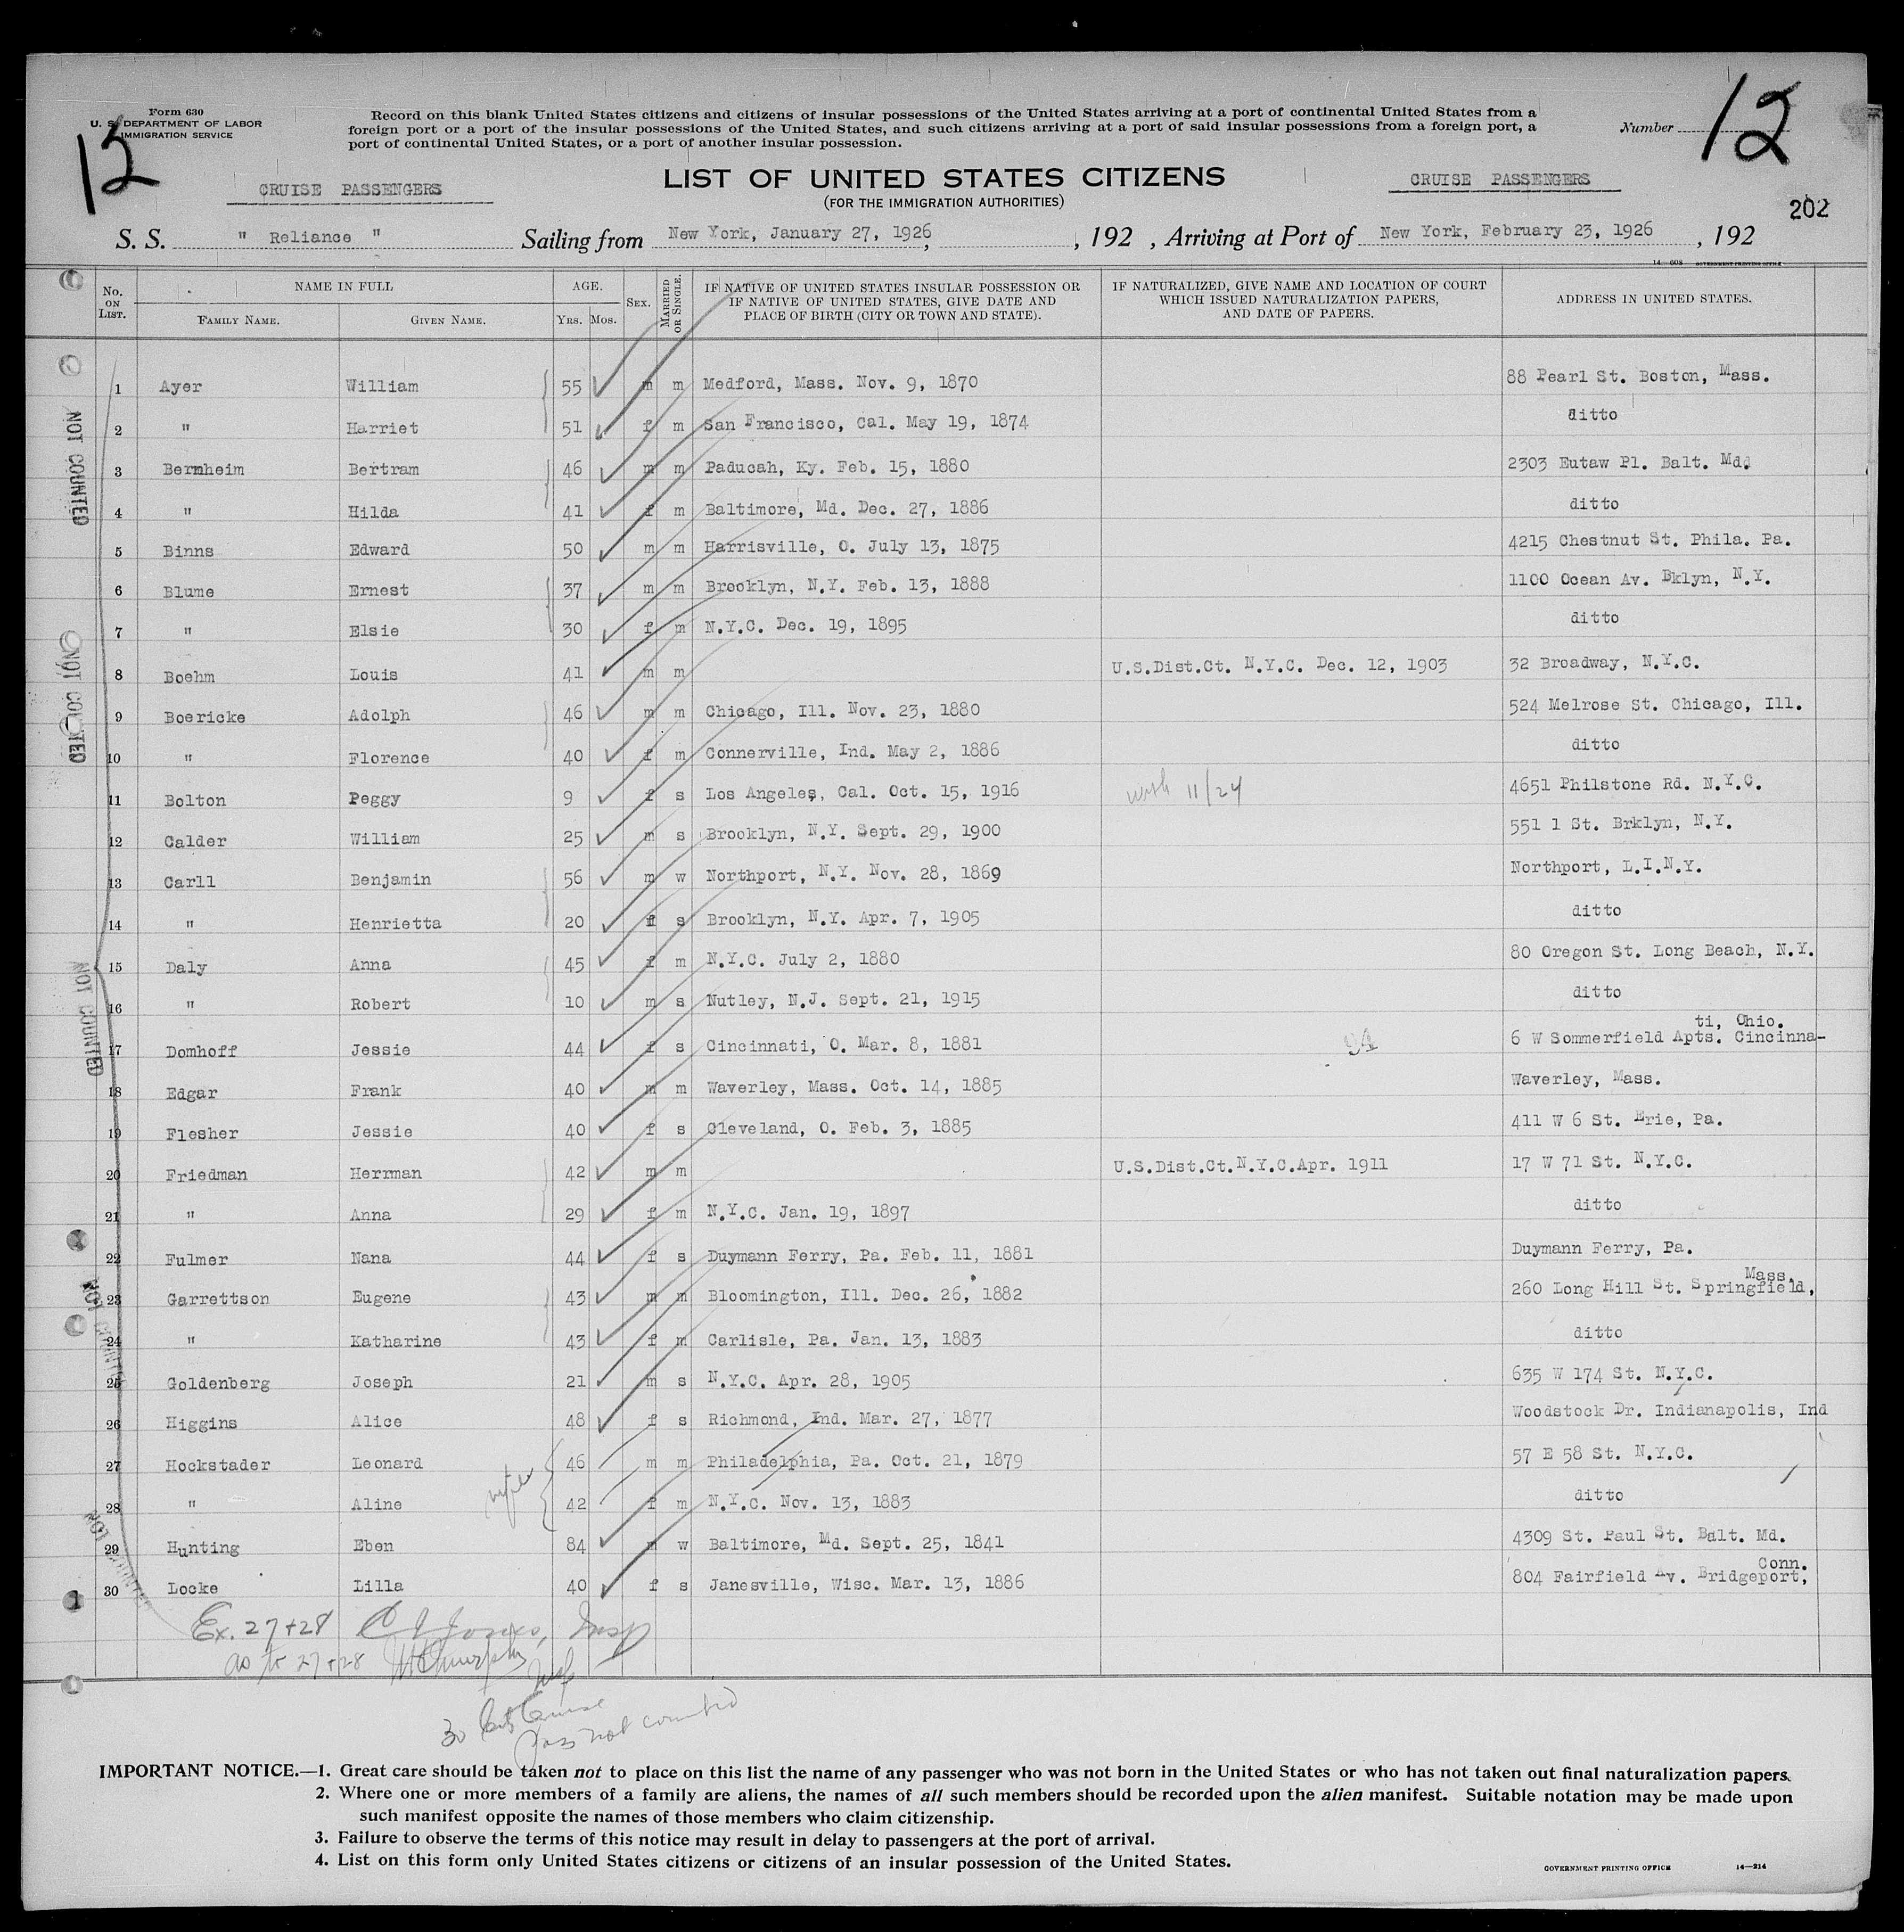 Form 630
U. S. DEPARTMENT OF LABOR
IMMIGRATION SERVICE
12
Record on this blank United States citizens and citizens of insular possessions of the United States arriving at a port of continental United States from a
foreign port or a port of the insular possessions of the United States, and such citizens arriving at a port of said insular possessions from a foreign port, a
port of continental United States, or a port of another insular possession.
Number 12
CRUISE PASSENGERS
LIST OF UNITED STATES CITIZENS
(FOR THE IMMIGRATION AUTHORITIES)
CRUISE PASSENGERS
202
S. S. " Reliance " Sailing from New York, January 27, 1926, , 192 , Arriving at Port of New York, February 23, 1926 , 192
14—608 GOVERNMENT PRINTING OFFICE
No. ON LIST. NAME IN FULL FAMILY NAME. GIVEN NAME. AGE. YRS. MOS. SEX. MARRIED OR SINGLE. IF NATIVE OF UNITED STATES INSULAR POSSESSION OR IF NATIVE OF UNITED STATES, GIVE DATE AND PLACE OF BIRTH (CITY OR TOWN AND STATE). IF NATURALIZED, GIVE NAME AND LOCATION OF COURT WHICH ISSUED NATURALIZATION PAPERS, AND DATE OF PAPERS. ADDRESS IN UNITED STATES.
1 Ayer William 55 m m Medford, Mass. Nov. 9, 1870 88 Pearl St. Boston, Mass.
2 " Harriet 51 f m San Francisco, Cal. May 19, 1874 ditto
3 Bernheim Bertram 46 m m Paducah, Ky. Feb. 15, 1880 2303 Eutaw Pl. Balt. Md.
4 " Hilda 41 f m Baltimore, Md. Dec. 27, 1886 ditto
5 Binns Edward 50 m m Harrisville, O. July 13, 1875 4215 Chestnut St. Phila. Pa.
6 Blume Ernest 37 m m Brooklyn, N.Y. Feb. 13, 1888 1100 Ocean Av. Bklyn, N.Y.
7 " Elsie 30 f m N.Y.C. Dec. 19, 1895 ditto
8 Boehm Louis 41 m m U.S.Dist.Ct. N.Y.C. Dec. 12, 1903 32 Broadway, N.Y.C.
9 Boericke Adolph 46 m m Chicago, Ill. Nov. 23, 1880 524 Melrose St. Chicago, Ill.
10 " Florence 40 f m Connerville, Ind. May 2, 1886 ditto
11 Bolton Peggy 9 f s Los Angeles, Cal. Oct. 15, 1916 with 11/24 4651 Philstone Rd. N.Y.C.
12 Calder William 25 m s Brooklyn, N.Y. Sept. 29, 1900 551 1 St. Brklyn, N.Y.
13 Carll Benjamin 56 m w Northport, N.Y. Nov. 28, 1869 Northport, L.I.N.Y.
14 " Henrietta 20 f s Brooklyn, N.Y. Apr. 7, 1905 ditto
15 Daly Anna 45 f m N.Y.C. July 2, 1880 80 Oregon St. Long Beach, N.Y.
16 " Robert 10 m s Nutley, N.J. Sept. 21, 1915 ditto
17 Domhoff Jessie 44 f s Cincinnati, O. Mar. 8, 1881 94 6 W Sommerfield Apts. Cincinna-
ti, Ohio.
18 Edgar Frank 40 m m Waverley, Mass. Oct. 14, 1885 Waverley, Mass.
19 Flesher Jessie 40 f s Cleveland, O. Feb. 3, 1885 411 W 6 St. Erie, Pa.
20 Friedman Herrman 42 m m U.S.Dist.Ct.N.Y.C.Apr. 1911 17 W 71 St. N.Y.C.
21 " Anna 29 f m N.Y.C. Jan. 19, 1897 ditto
22 Fulmer Nana 44 f s Duymann Ferry, Pa. Feb. 11, 1881 Duymann Ferry, Pa.
23 Garrettson Eugene 43 m m Bloomington, Ill. Dec. 26, 1882 260 Long Hill St. Springfield,
Mass.
24 " Katharine 43 f m Carlisle, Pa. Jan. 13, 1883 ditto
25 Goldenberg Joseph 21 m s N.Y.C. Apr. 28, 1905 635 W 174 St. N.Y.C.
26 Higgins Alice 48 f s Richmond, Ind. Mar. 27, 1877 Woodstock Dr. Indianapolis, Ind
27 Hockstader Leonard 46 m m Philadelphia, Pa. Oct. 21, 1879 57 E 58 St. N.Y.C.
28 " Aline 42 f m N.Y.C. Nov. 13, 1883 ditto
29 Hunting Eben 84 m w Baltimore, Md. Sept. 25, 1841 4309 St. Paul St. Balt. Md.
30 Locke Lilla 40 f s Janesville, Wisc. Mar. 13, 1886 804 Fairfield Av. Bridgeport,
Conn.
NOT COUNTED
NOT COUNTED
NOT COUNTED
NOT COUNTED
NOT
Ex. 27+28 Insp
as to 27+28 Murphy Insp
30 Cits Cruise
pass not counted
IMPORTANT NOTICE.—1. Great care should be taken not to place on this list the name of any passenger who was not born in the United States or who has not taken out final naturalization papers.
2. Where one or more members of a family are aliens, the names of all such members should be recorded upon the alien manifest. Suitable notation may be made upon
such manifest opposite the names of those members who claim citizenship.
3. Failure to observe the terms of this notice may result in delay to passengers at the port of arrival.
4. List on this form only United States citizens or citizens of an insular possession of the United States.
GOVERNMENT PRINTING OFFICE 14—214